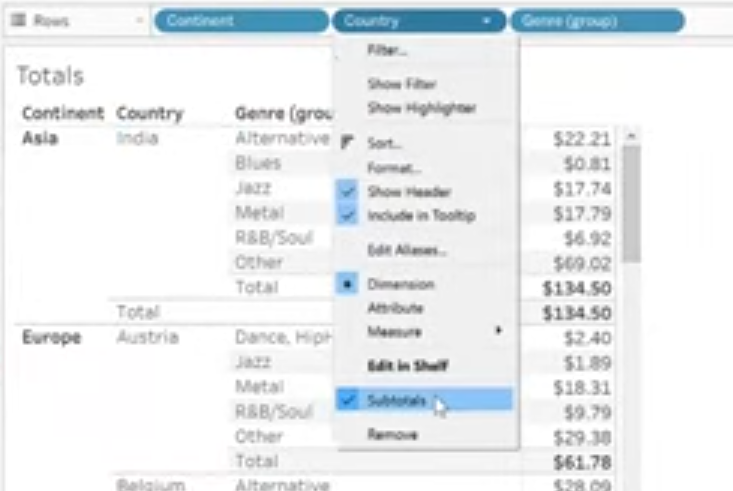 Rows Continent Country Genre (group)
Totals
Filter...
Show Filter
Show Highlighter
Sort...
Format...
Show Header
Include in Tooltip
Edit Aliases...
Dimension
Attribute
Measure
Edit in Shelf
Subtotals
Remove
Continent Country Genre (grou
Asia India Alternative $22.21
Blues $0.81
Jazz $17.74
Metal $17.79
R&B/Soul $6.92
Other $69.02
Total $134.50
Total $134.50
Europe Austria Dance, HipH $2.40
Jazz $1.89
Metal $18.31
R&B/Soul $9.79
Other $29.38
Total $61.78
Belgium Alternative $28.09